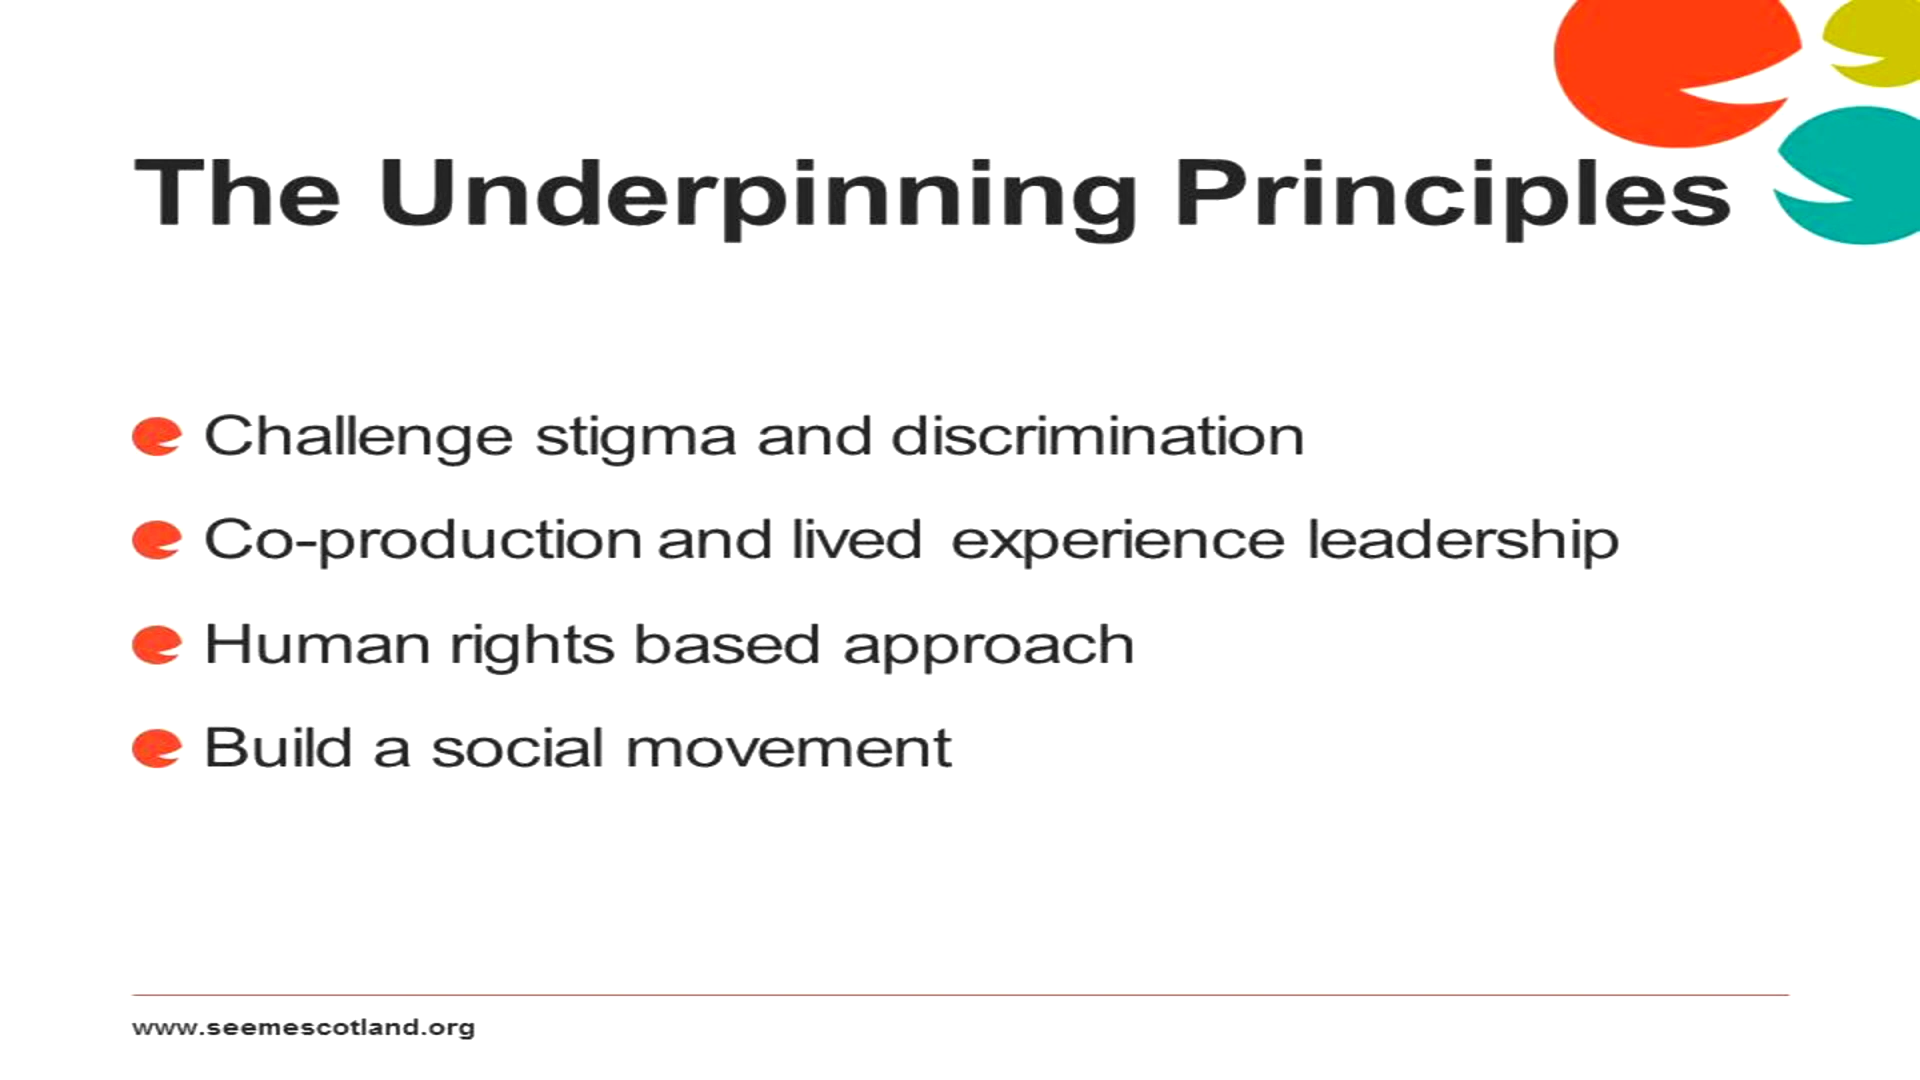 The Underpinning Principles
Challenge stigma and discrimination
Co-production and lived experience leadership
Human rights based approach
Build a social movement
www.seemescotland.org